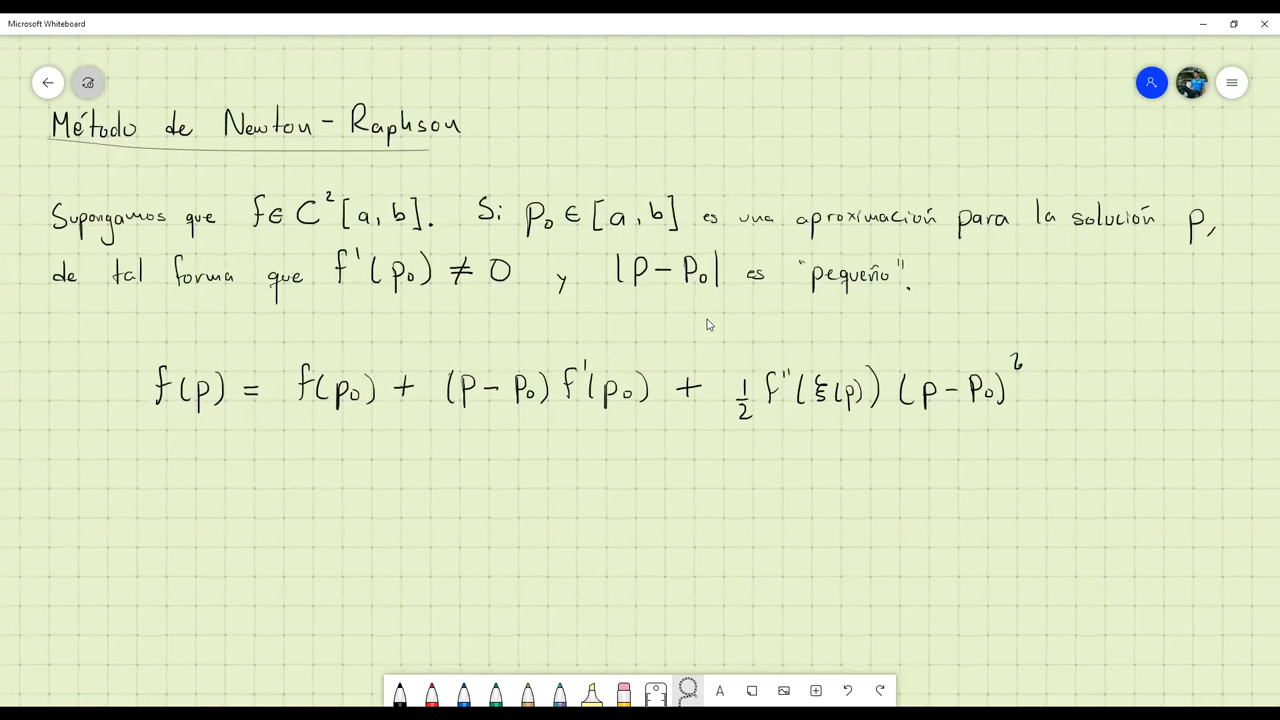 Microsoft Whiteboard
Método de Newton - Raphson
Supongamos que f ∈ C²[a, b]. Si p₀ ∈ [a, b] es una aproximación para la solución p,
de tal forma que f'(p₀) ≠ 0 y |p - p₀| es "pequeño".
f(p) = f(p₀) + (p - p₀) f'(p₀) + ½ f''(ξ(p)) (p - p₀)²
A